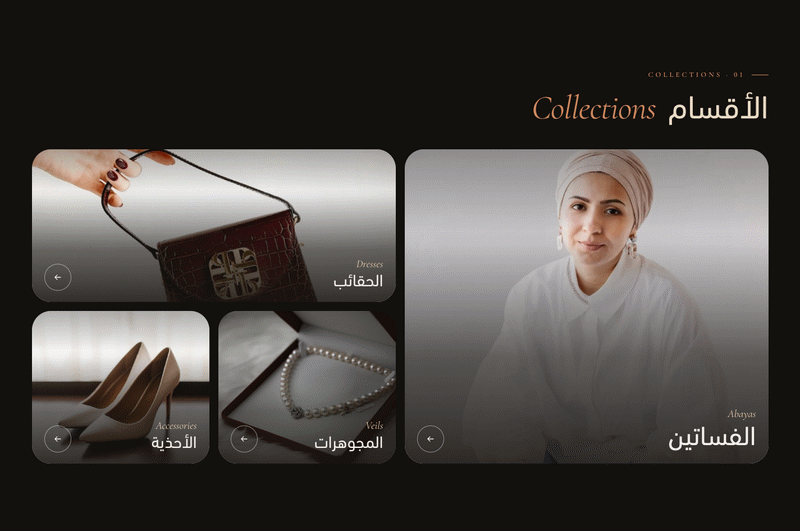 COLLECTIONS · 01
الأقسام Collections
Abayas
الفساتين
Dresses
الحقائب
Veils
المجوهرات
Accessories
الأحذية